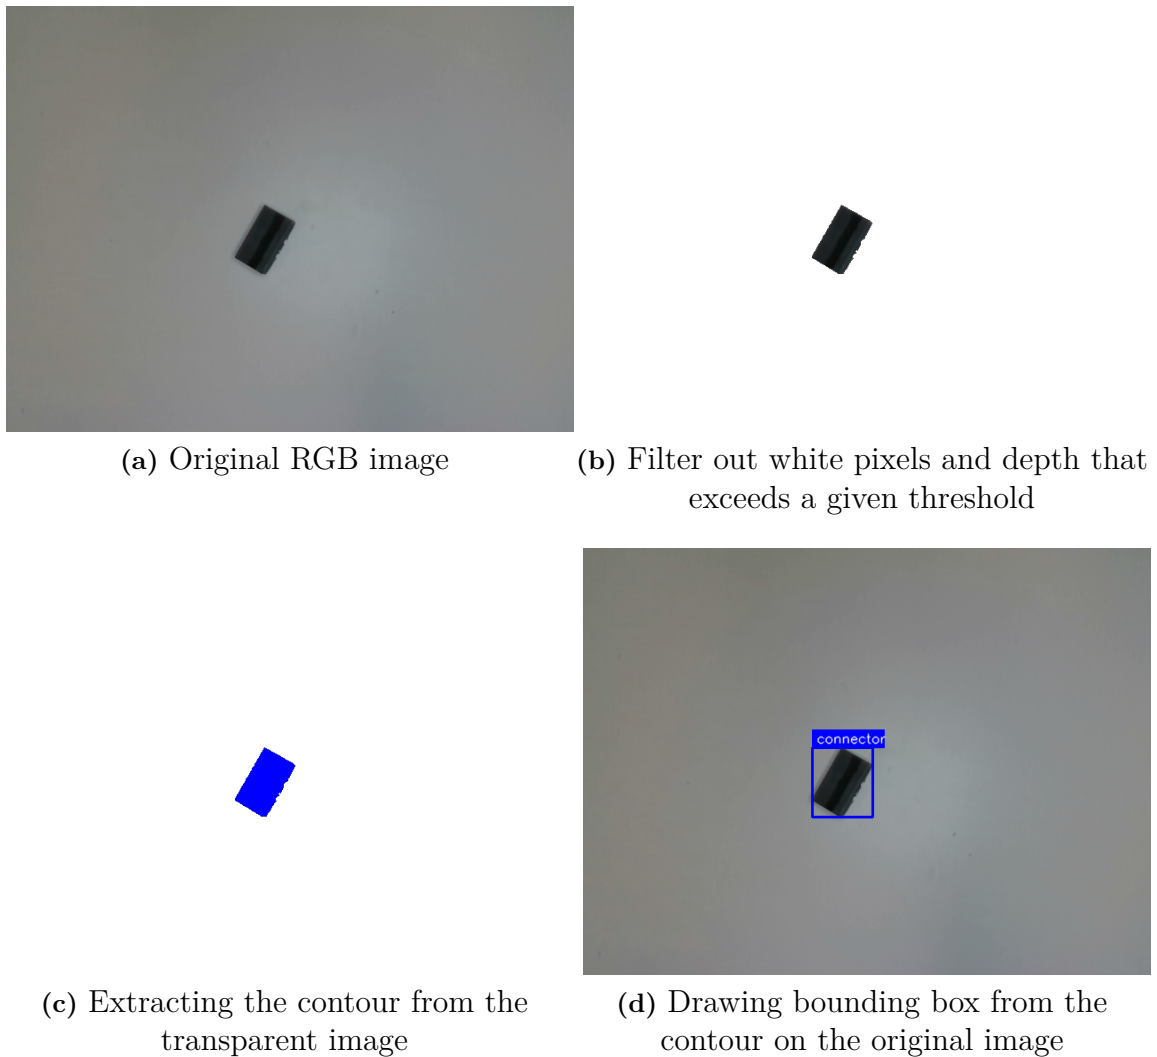 (a) Original RGB image
(b) Filter out white pixels and depth that
exceeds a given threshold
connector
(c) Extracting the contour from the
transparent image
(d) Drawing bounding box from the
contour on the original image